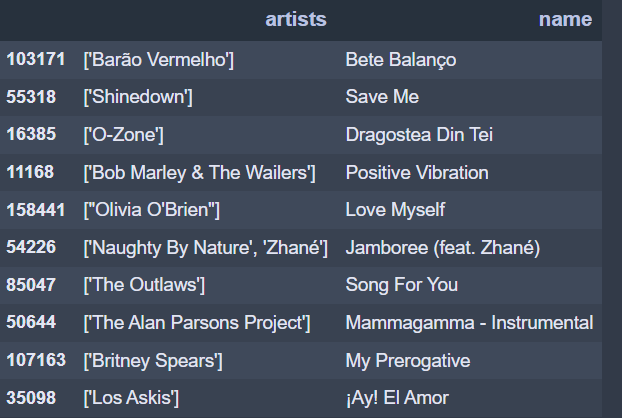 artists name
103171 ['Barão Vermelho'] Bete Balanço
55318 ['Shinedown'] Save Me
16385 ['O-Zone'] Dragostea Din Tei
11168 ['Bob Marley & The Wailers'] Positive Vibration
158441 ["Olivia O'Brien"] Love Myself
54226 ['Naughty By Nature', 'Zhané'] Jamboree (feat. Zhané)
85047 ['The Outlaws'] Song For You
50644 ['The Alan Parsons Project'] Mammagamma - Instrumental
107163 ['Britney Spears'] My Prerogative
35098 ['Los Askis'] ¡Ay! El Amor